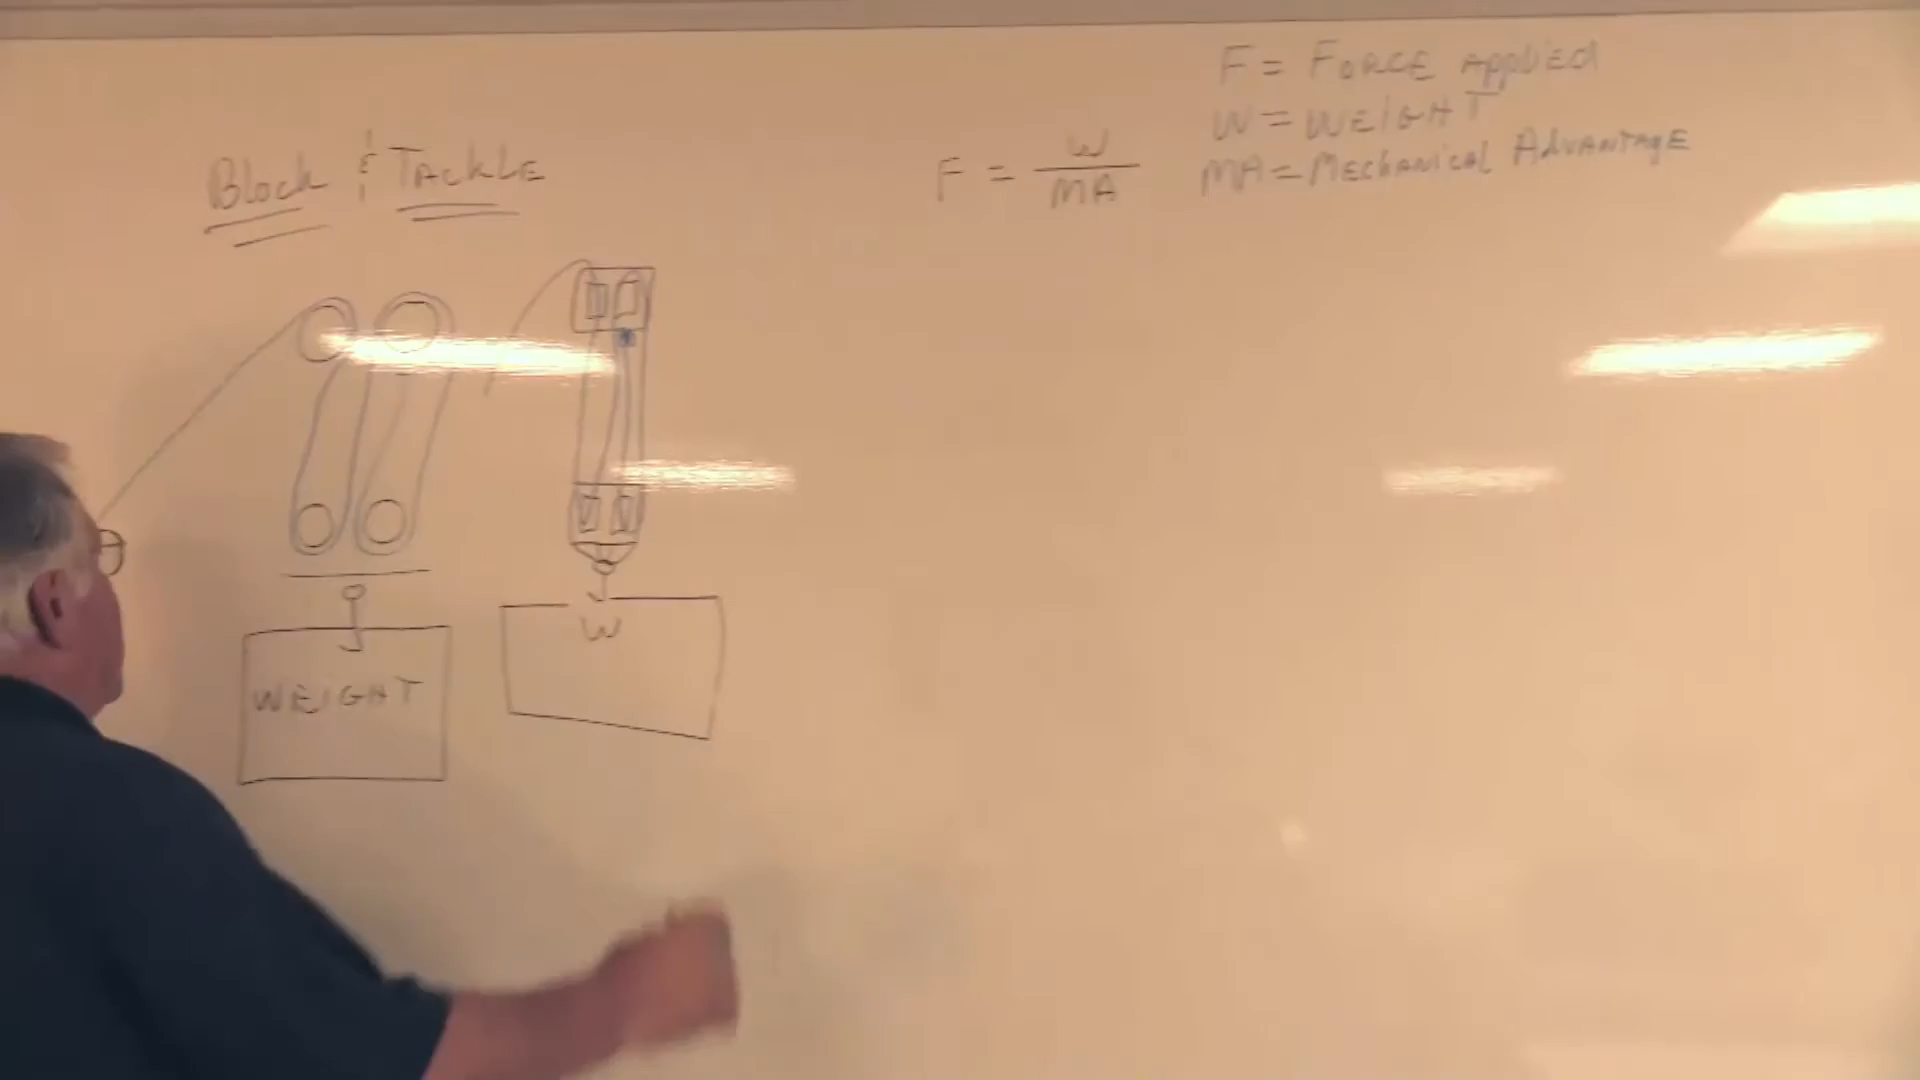 Block & Tackle
F = W / MA
F = Force Applied
W = Weight
MA = Mechanical Advantage
WEIGHT
W